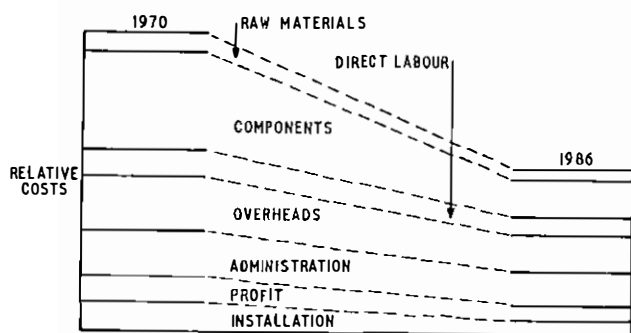 1970
RAW MATERIALS
DIRECT LABOUR
COMPONENTS
1986
RELATIVE
COSTS
OVERHEADS
ADMINISTRATION
PROFIT
INSTALLATION